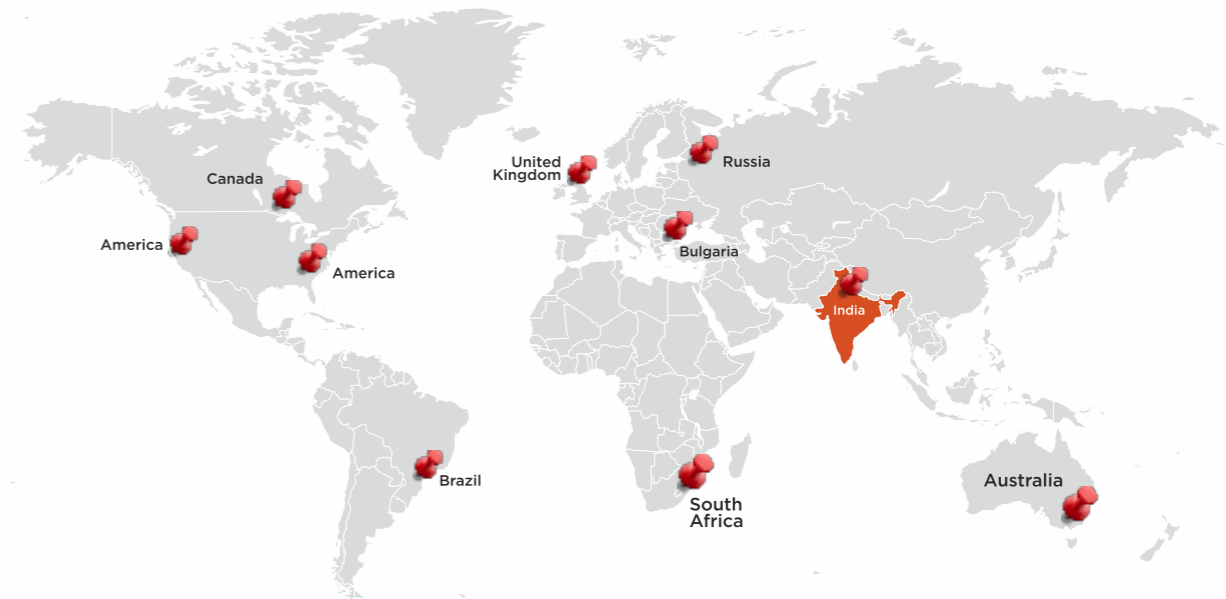 United
Kingdom
Russia
Canada
America
Bulgaria
America
India
Brazil
Australia
South
Africa